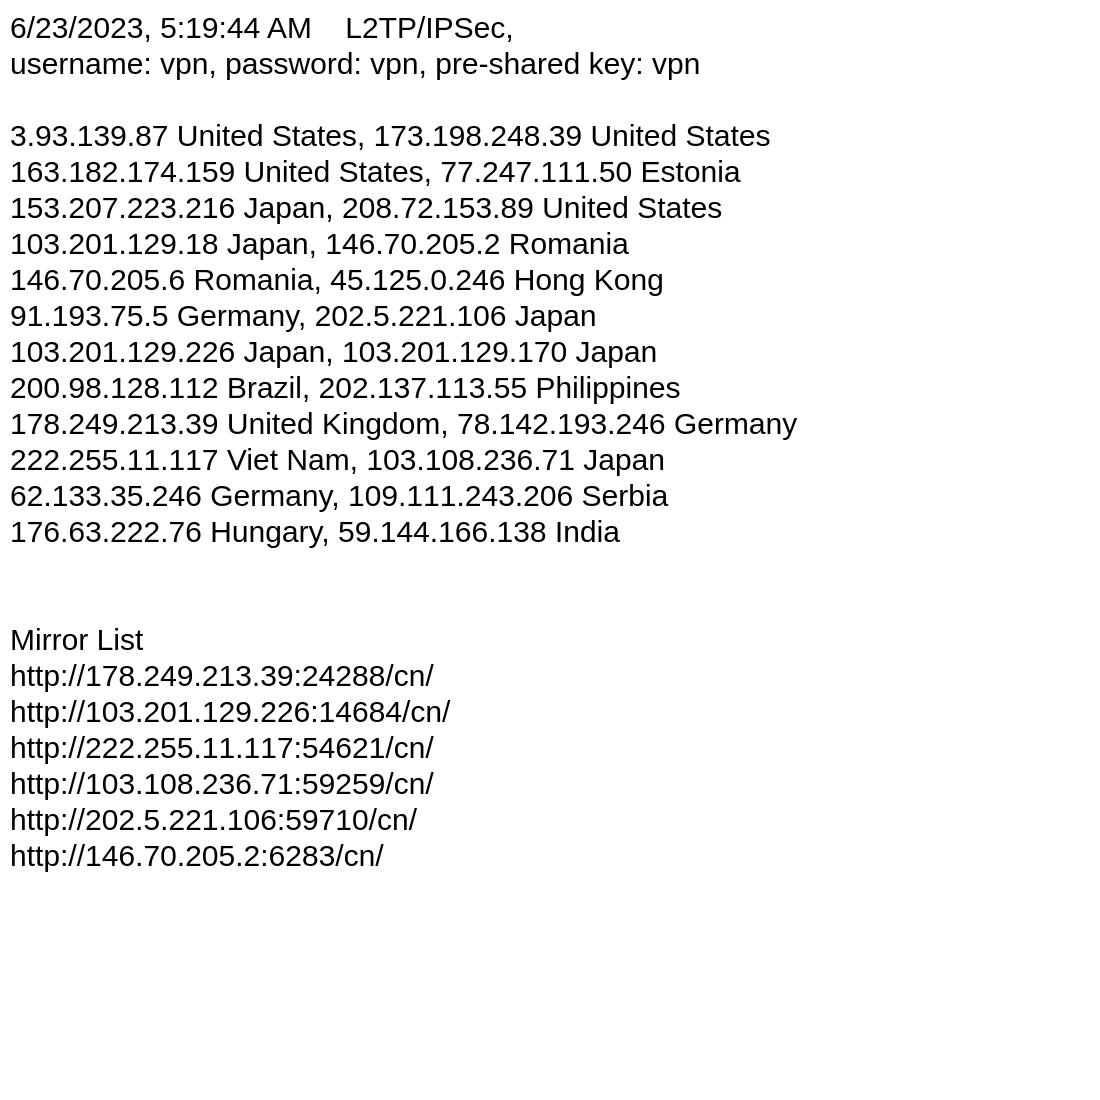 6/23/2023, 5:19:44 AM    L2TP/IPSec,
username: vpn, password: vpn, pre-shared key: vpn
3.93.139.87 United States, 173.198.248.39 United States
163.182.174.159 United States, 77.247.111.50 Estonia
153.207.223.216 Japan, 208.72.153.89 United States
103.201.129.18 Japan, 146.70.205.2 Romania
146.70.205.6 Romania, 45.125.0.246 Hong Kong
91.193.75.5 Germany, 202.5.221.106 Japan
103.201.129.226 Japan, 103.201.129.170 Japan
200.98.128.112 Brazil, 202.137.113.55 Philippines
178.249.213.39 United Kingdom, 78.142.193.246 Germany
222.255.11.117 Viet Nam, 103.108.236.71 Japan
62.133.35.246 Germany, 109.111.243.206 Serbia
176.63.222.76 Hungary, 59.144.166.138 India
Mirror List
http://178.249.213.39:24288/cn/
http://103.201.129.226:14684/cn/
http://222.255.11.117:54621/cn/
http://103.108.236.71:59259/cn/
http://202.5.221.106:59710/cn/
http://146.70.205.2:6283/cn/